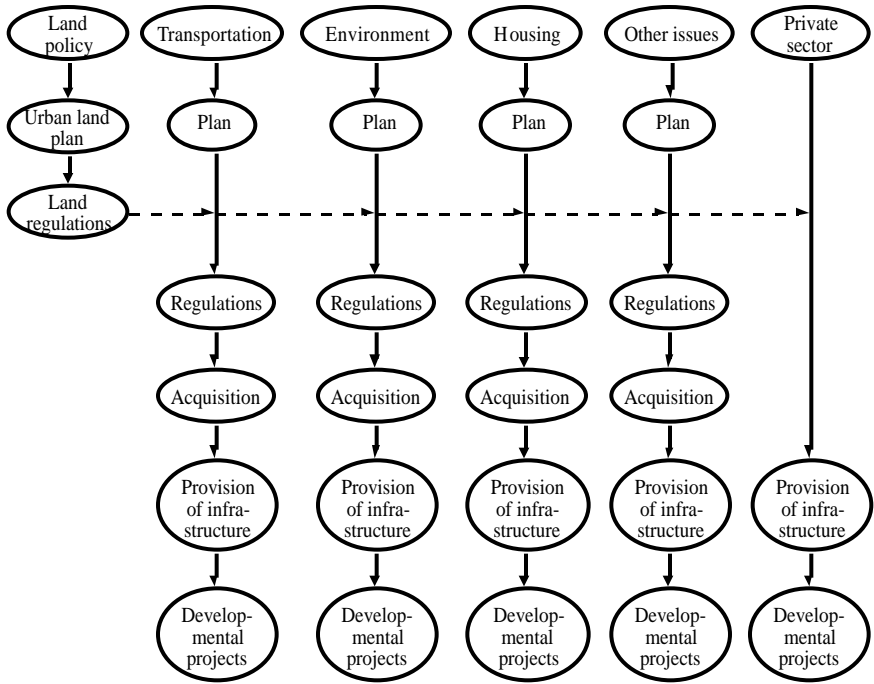 Land
policy
Transportation
Environment
Housing
Other issues
Private
sector
Urban land
plan
Plan
Plan
Plan
Plan
Land
regulations
Regulations
Regulations
Regulations
Regulations
Acquisition
Acquisition
Acquisition
Acquisition
Provision
of infra-
structure
Provision
of infra-
structure
Provision
of infra-
structure
Provision
of infra-
structure
Provision
of infra-
structure
Develop-
mental
projects
Develop-
mental
projects
Develop-
mental
projects
Develop-
mental
projects
Develop-
mental
projects